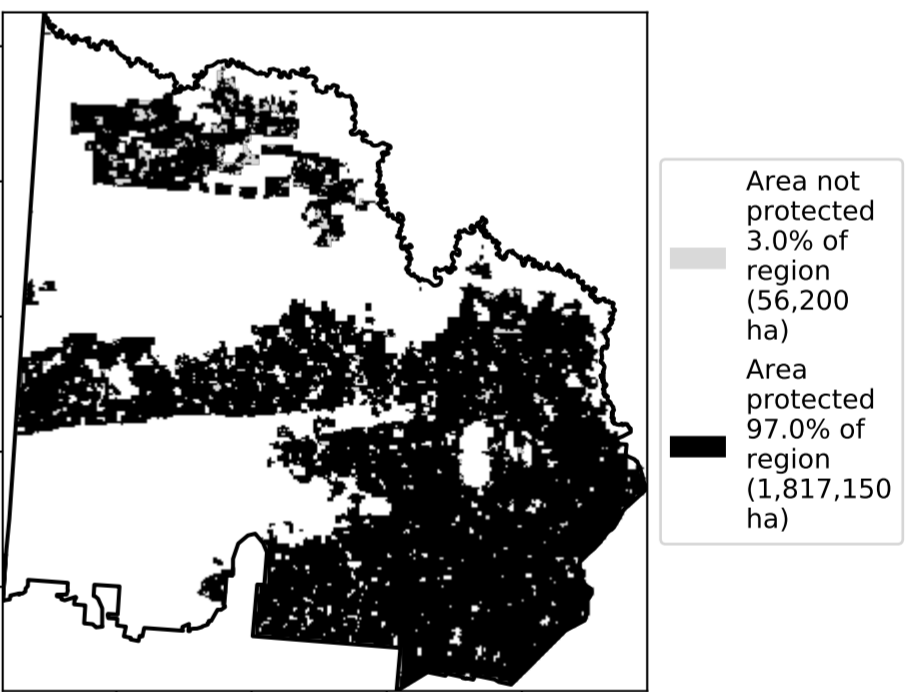 Area not
protected
3.0% of
region
(56,200
ha)
Area
protected
97.0% of
region
(1,817,150
ha)